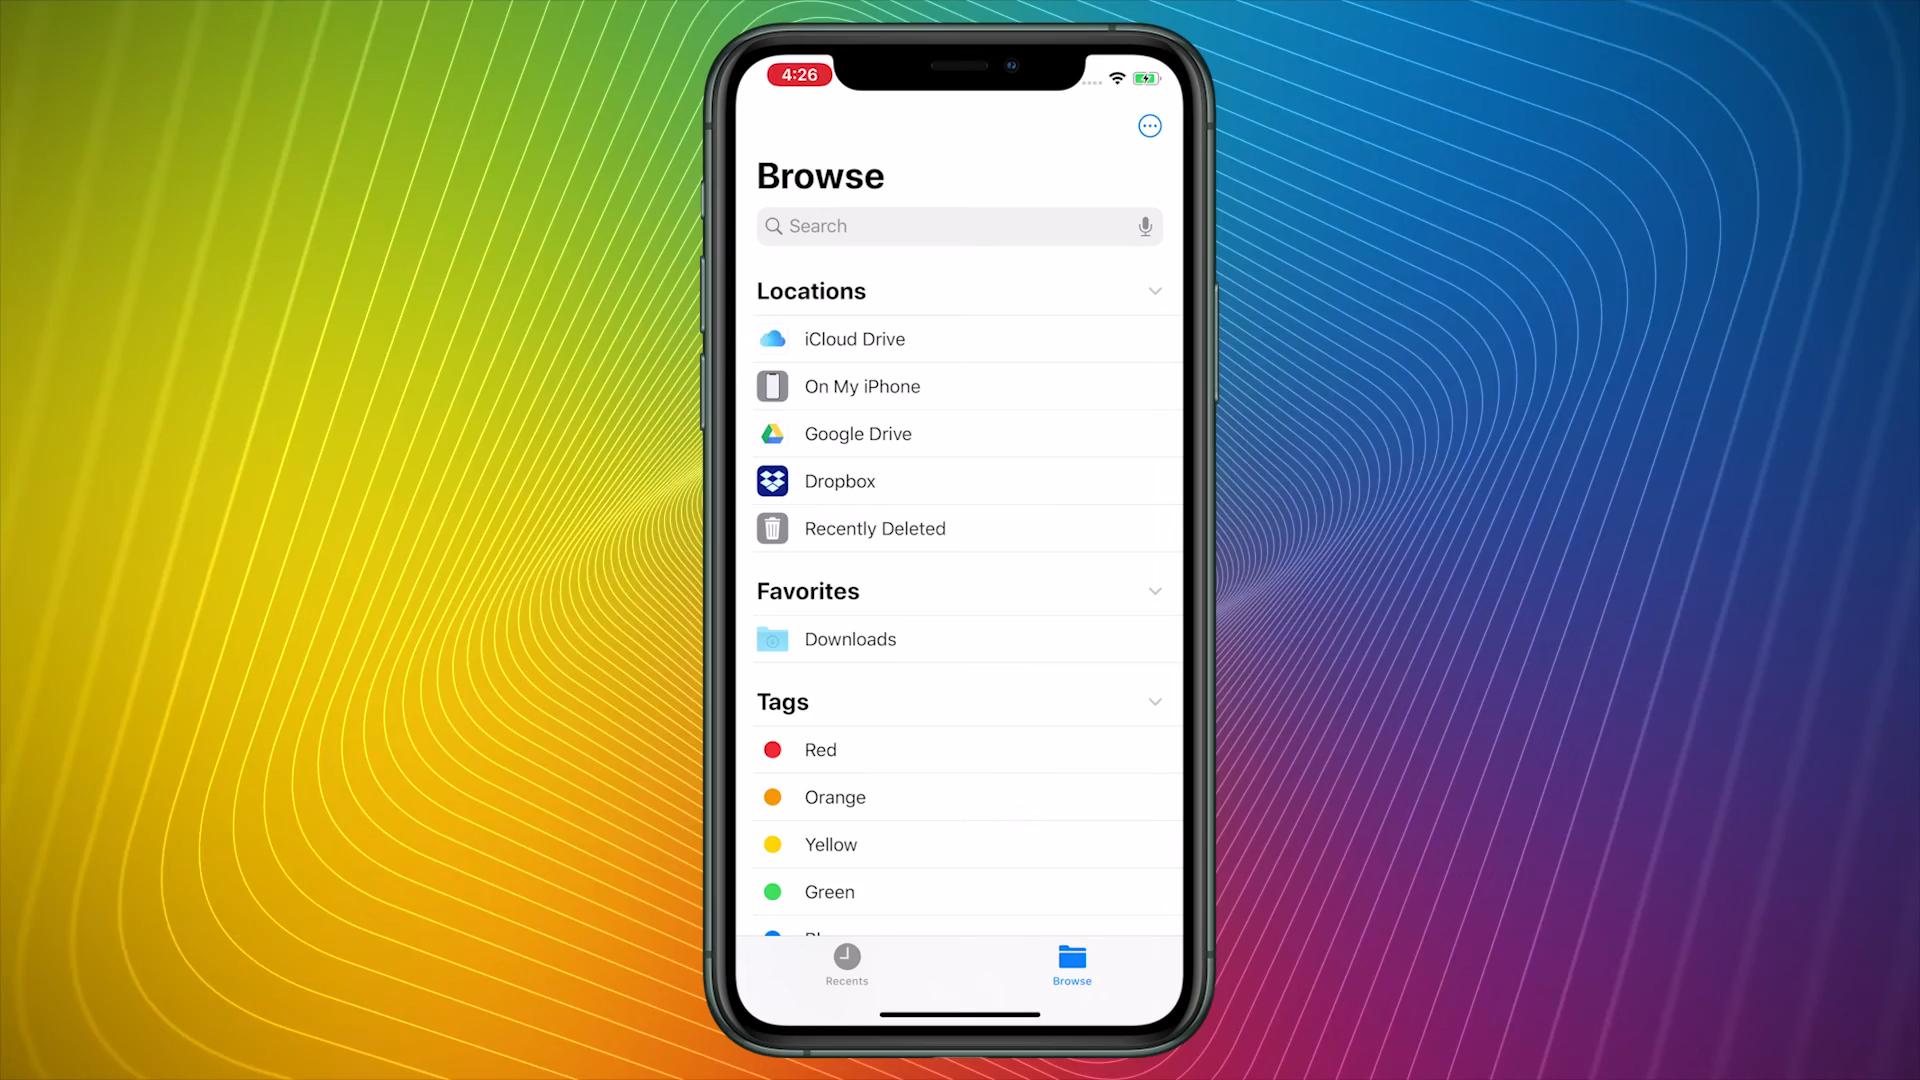 4:26
Browse
Search
Locations
iCloud Drive
On My iPhone
Google Drive
Dropbox
Recently Deleted
Favorites
Downloads
Tags
Red
Orange
Yellow
Green
Recents
Browse